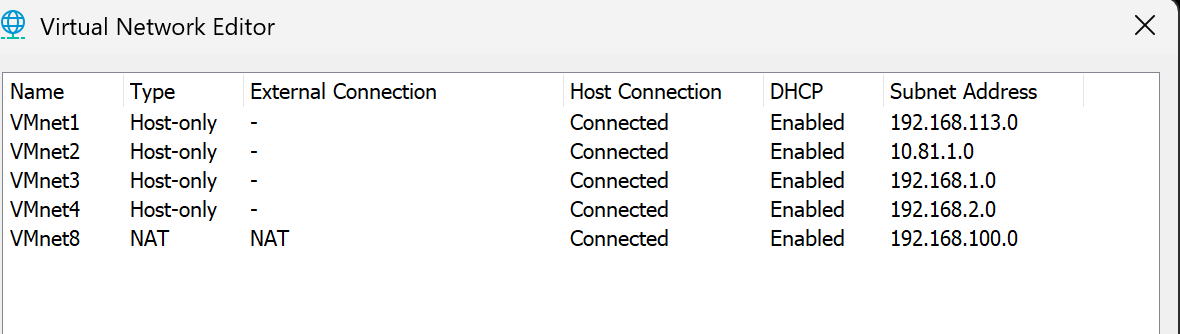 Virtual Network Editor
Name Type External Connection Host Connection DHCP Subnet Address
VMnet1 Host-only - Connected Enabled 192.168.113.0
VMnet2 Host-only - Connected Enabled 10.81.1.0
VMnet3 Host-only - Connected Enabled 192.168.1.0
VMnet4 Host-only - Connected Enabled 192.168.2.0
VMnet8 NAT NAT Connected Enabled 192.168.100.0